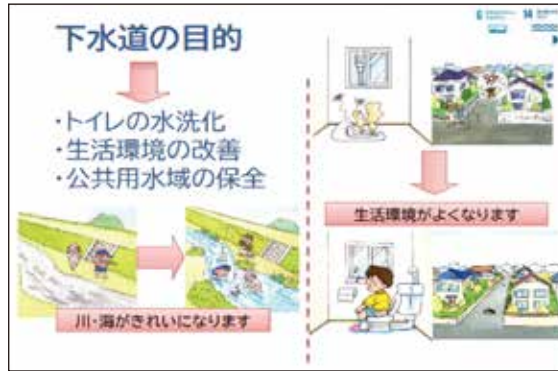 下水道の目的
・トイレの水洗化
・生活環境の改善
・公共用水域の保全
川・海がきれいになります
6
14
生活環境がよくなります